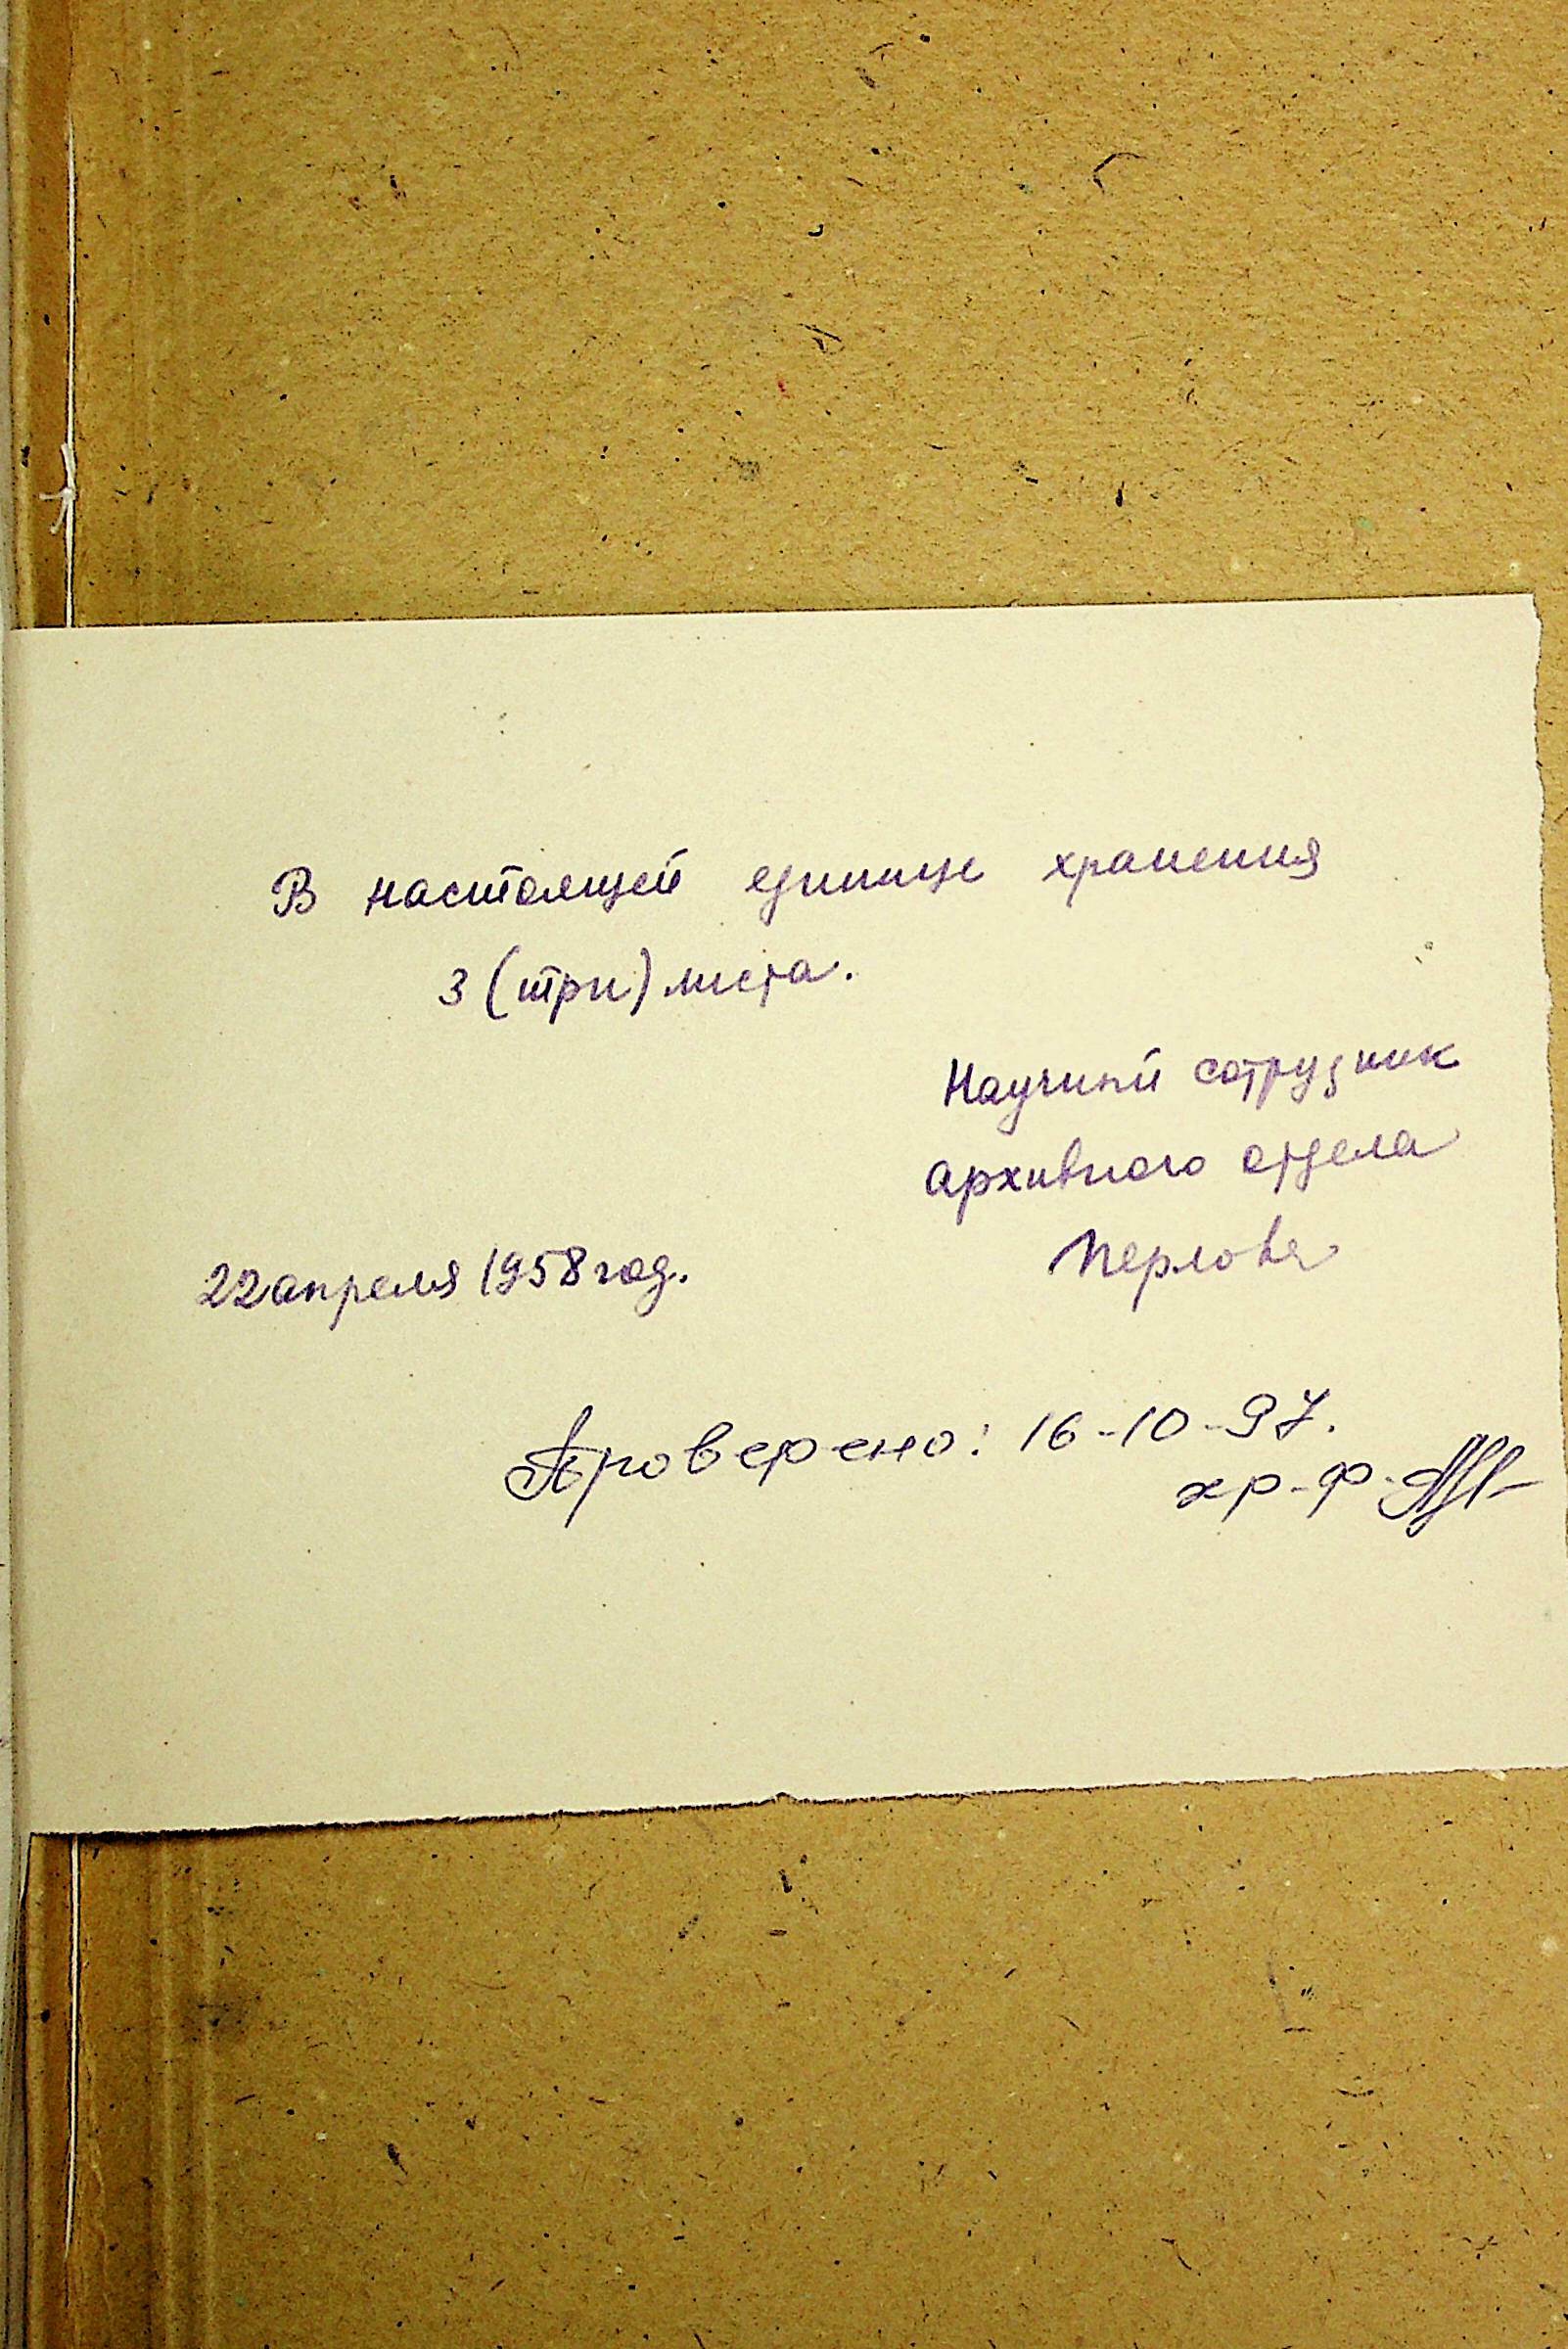 В настоящей единице хранения
3 (три) листа.
Научный сотрудник
архивного отдела
Перлова
22 апреля 1958 год.
Проверено: 16-10-97.
хр-ф.